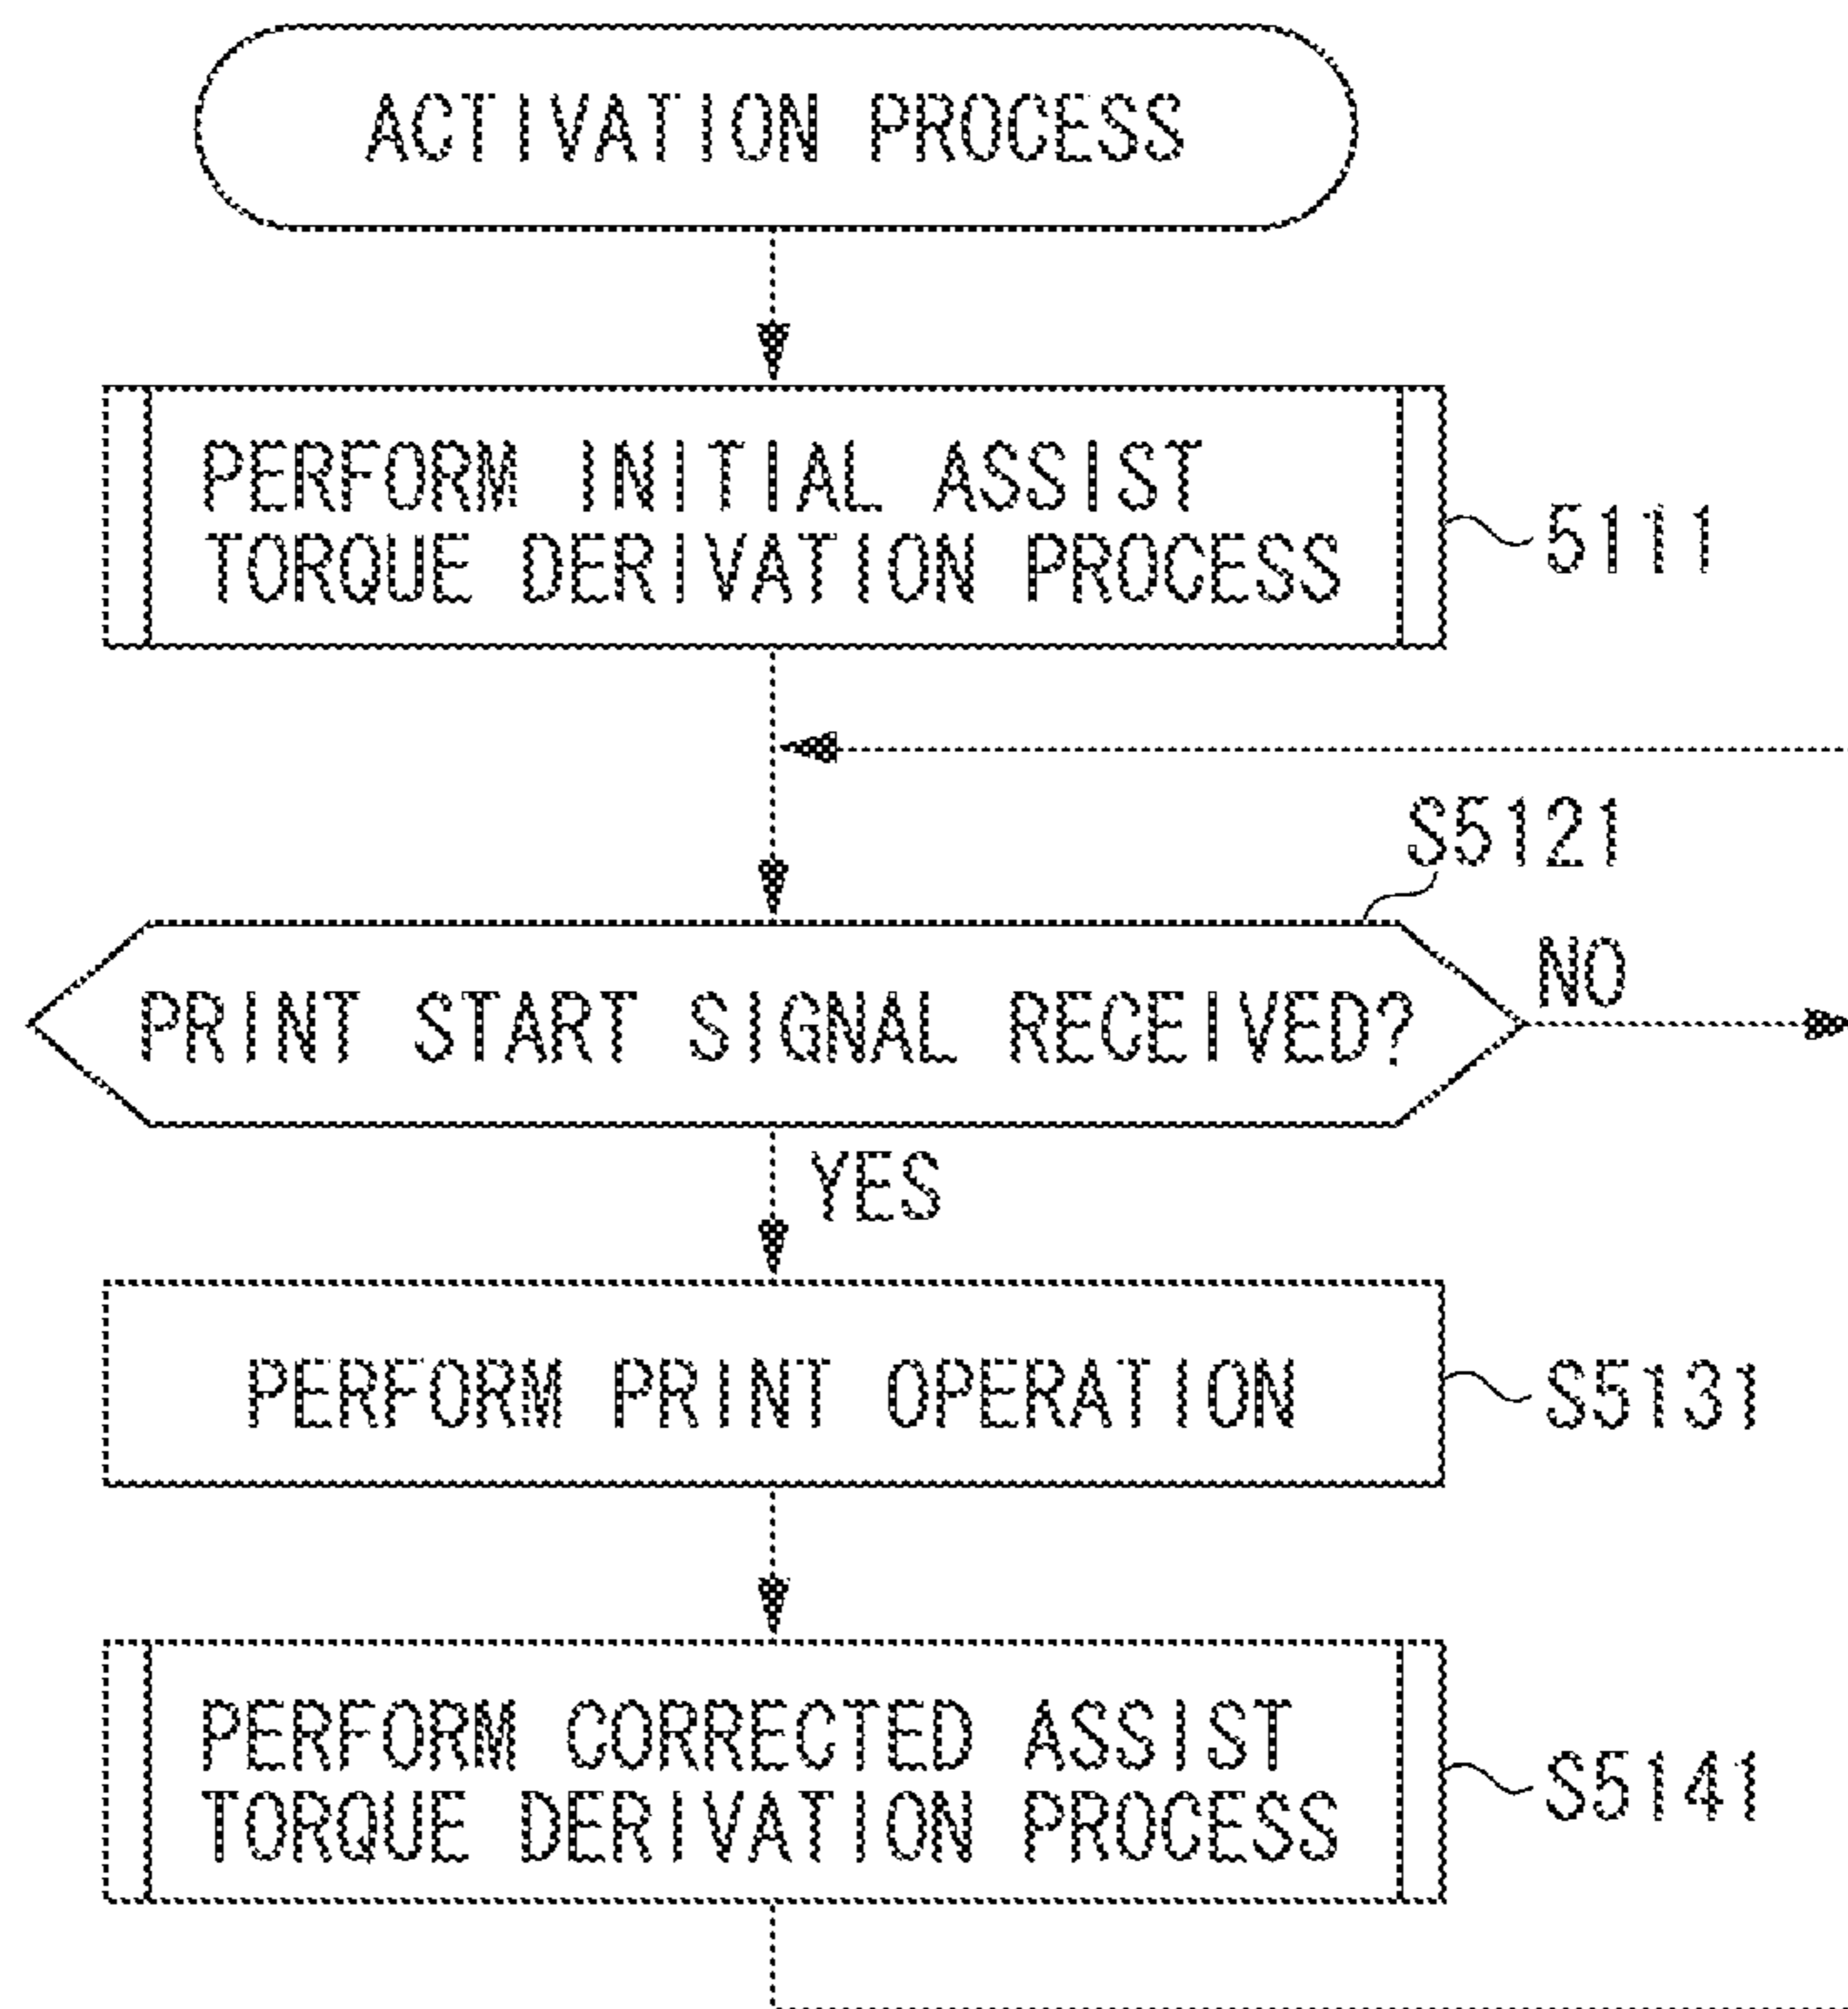 ACTIVATION PROCESS
PERFORM INITIAL ASSIST
TORQUE DERIVATION PROCESS
5111
S5121
PRINT START SIGNAL RECEIVED?
NO
YES
PERFORM PRINT OPERATION
S5131
PERFORM CORRECTED ASSIST
TORQUE DERIVATION PROCESS
S5141